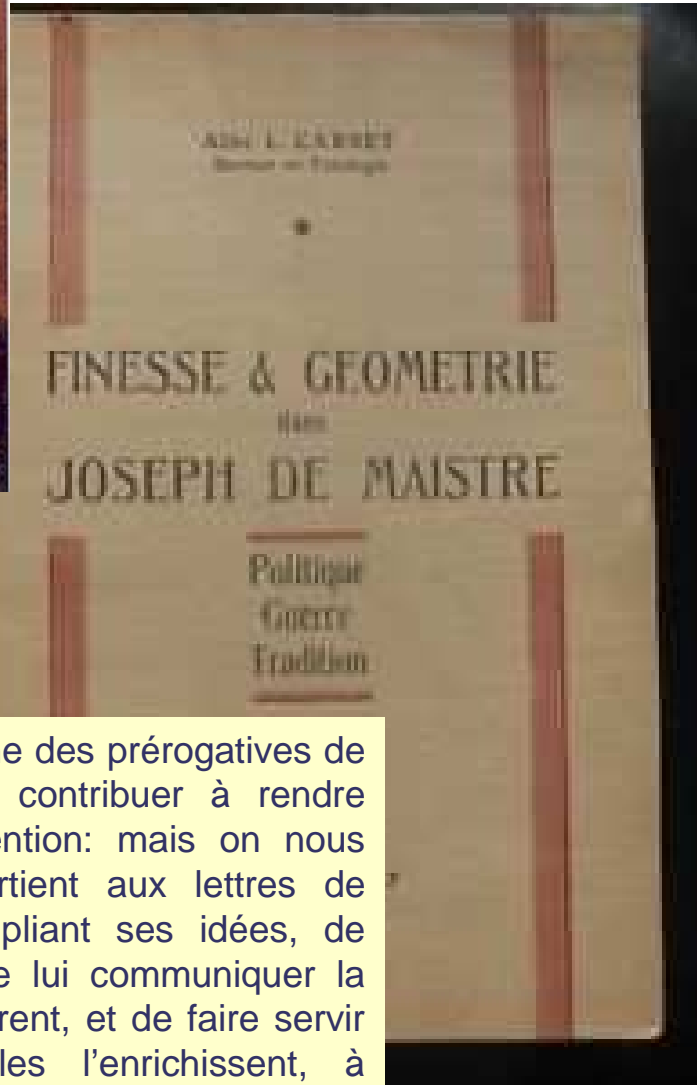 FINESSE & GEOMETRIE
dans
JOSEPH DE MAISTRE
Politique
Guerre
Tradition
e des prérogatives de
contribuer à rendre
ention: mais on nous
rtient aux lettres de
pliant ses idées, de
e lui communiquer la
rent, et de faire servir
les l'enrichissent, à